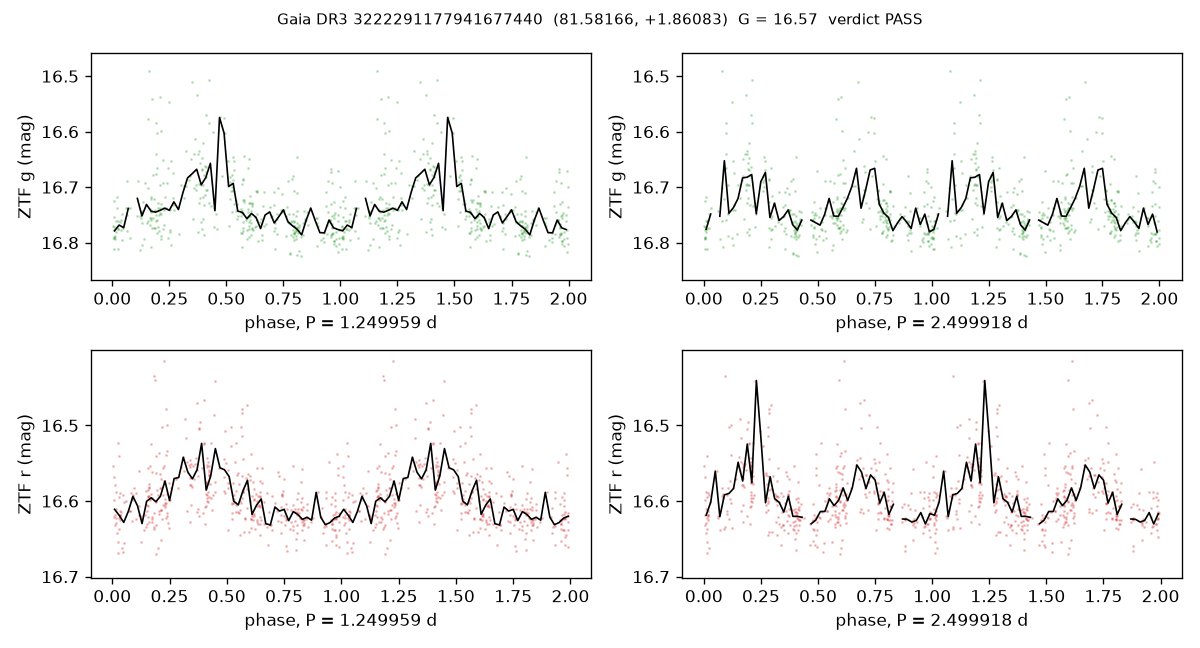 Gaia DR3 3222291177941677440  (81.58166, +1.86083)  G = 16.57  verdict PASS
ZTF g (mag)
16.5
16.6
16.7
16.8
0.00 0.25 0.50 0.75 1.00 1.25 1.50 1.75 2.00
phase, P = 1.249959 d
ZTF g (mag)
16.5
16.6
16.7
16.8
0.00 0.25 0.50 0.75 1.00 1.25 1.50 1.75 2.00
phase, P = 2.499918 d
ZTF r (mag)
16.5
16.6
16.7
0.00 0.25 0.50 0.75 1.00 1.25 1.50 1.75 2.00
phase, P = 1.249959 d
ZTF r (mag)
16.5
16.6
16.7
0.00 0.25 0.50 0.75 1.00 1.25 1.50 1.75 2.00
phase, P = 2.499918 d